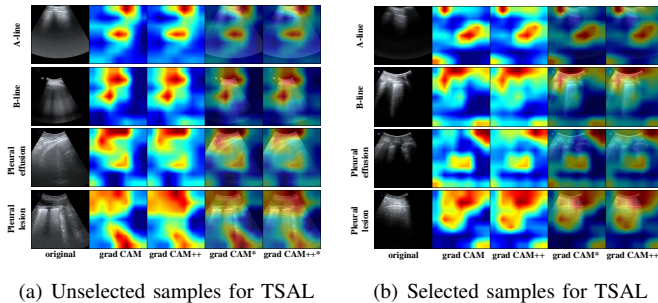 A-line
B-line
Pleural
effusion
Pleural
lesion
original grad CAM grad CAM++ grad CAM* grad CAM++*
(a) Unselected samples for TSAL
A-line
B-line
Pleural
effusion
Pleural
lesion
original grad CAM grad CAM++ grad CAM* grad CAM++
(b) Selected samples for TSAL